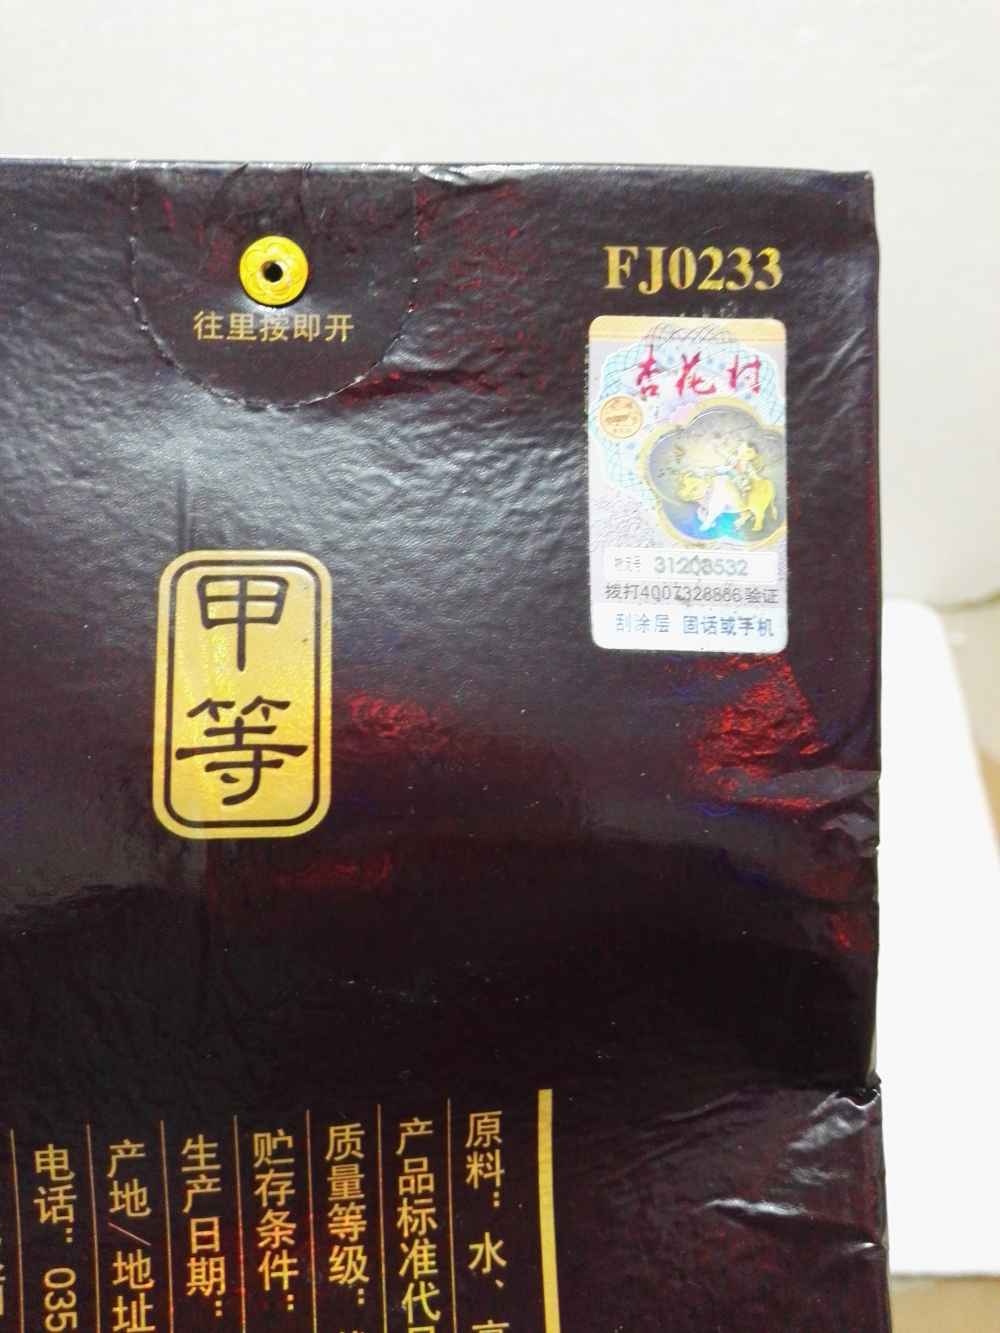 FJ0233
往里按即开
杏花村
31208532
拨打4007328866验证
刮涂层 固话或手机
甲等
原料：水、
产品标准代
质量等级：
贮存条件：
生产日期：
产地/地址
电话：035